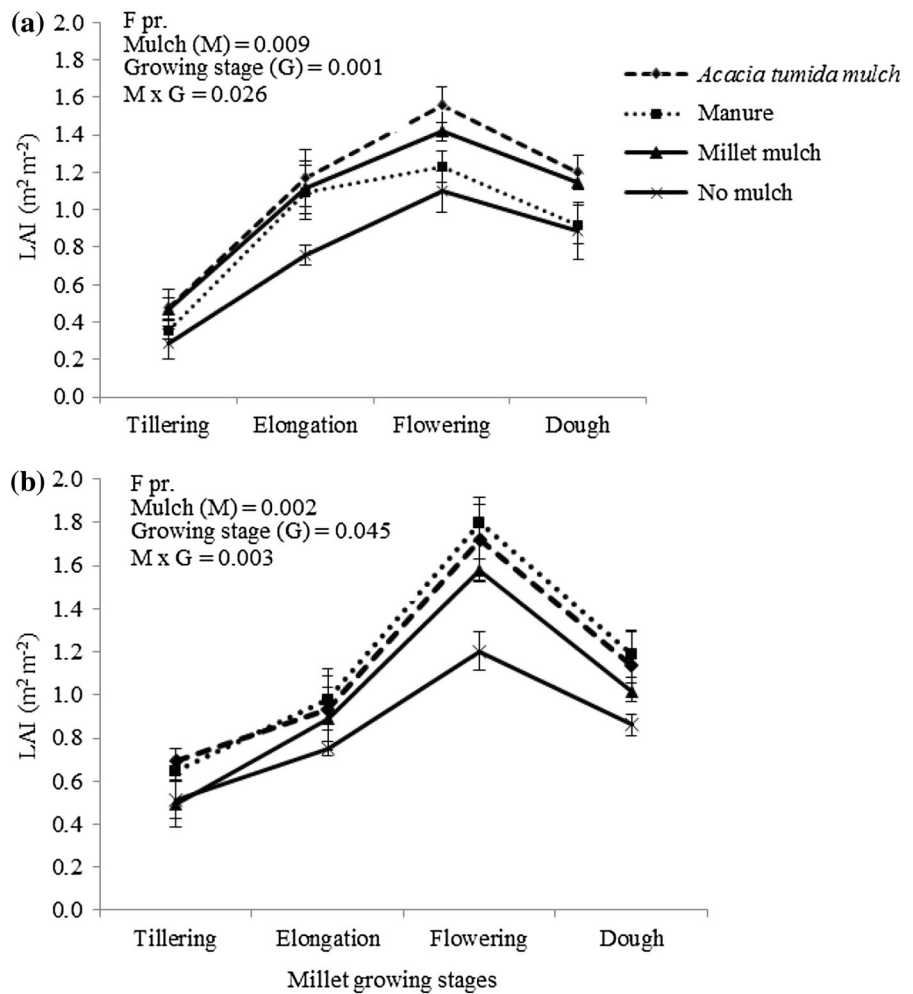 (a)
F pr.
Mulch (M) = 0.009
Growing stage (G) = 0.001
M x G = 0.026
2.0
1.8
1.6
1.4
1.2
1.0
0.8
0.6
0.4
0.2
0.0
LAI (m² m⁻²)
Tillering Elongation Flowering Dough
Acacia tumida mulch
Manure
Millet mulch
No mulch
(b)
F pr.
Mulch (M) = 0.002
Growing stage (G) = 0.045
M x G = 0.003
2.0
1.8
1.6
1.4
1.2
1.0
0.8
0.6
0.4
0.2
0.0
LAI (m² m⁻²)
Tillering Elongation Flowering Dough
Millet growing stages